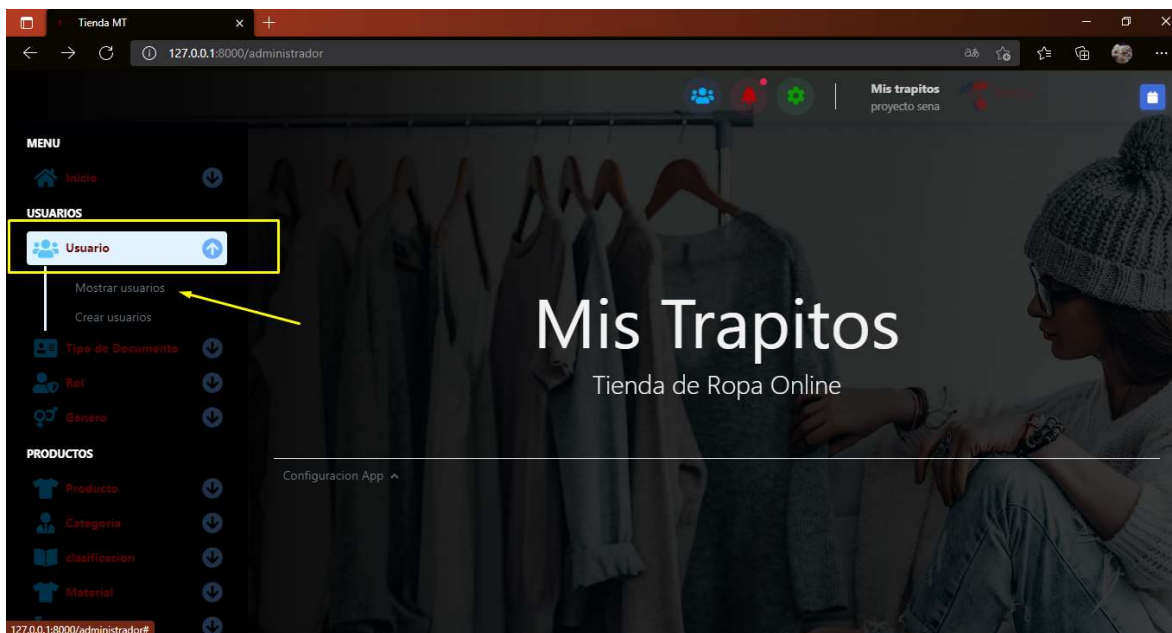 Tienda MT
127.0.0.1:8000/administrador
Mis trapitos
proyecto sena
MENU
Inicio
USUARIOS
Usuario
Mostrar usuarios
Crear usuarios
Tipo de Documento
Rol
Genero
PRODUCTOS
Producto
Categoria
clasificacion
Material
Mis Trapitos
Tienda de Ropa Online
Configuracion App
127.0.0.1:8000/administrador#